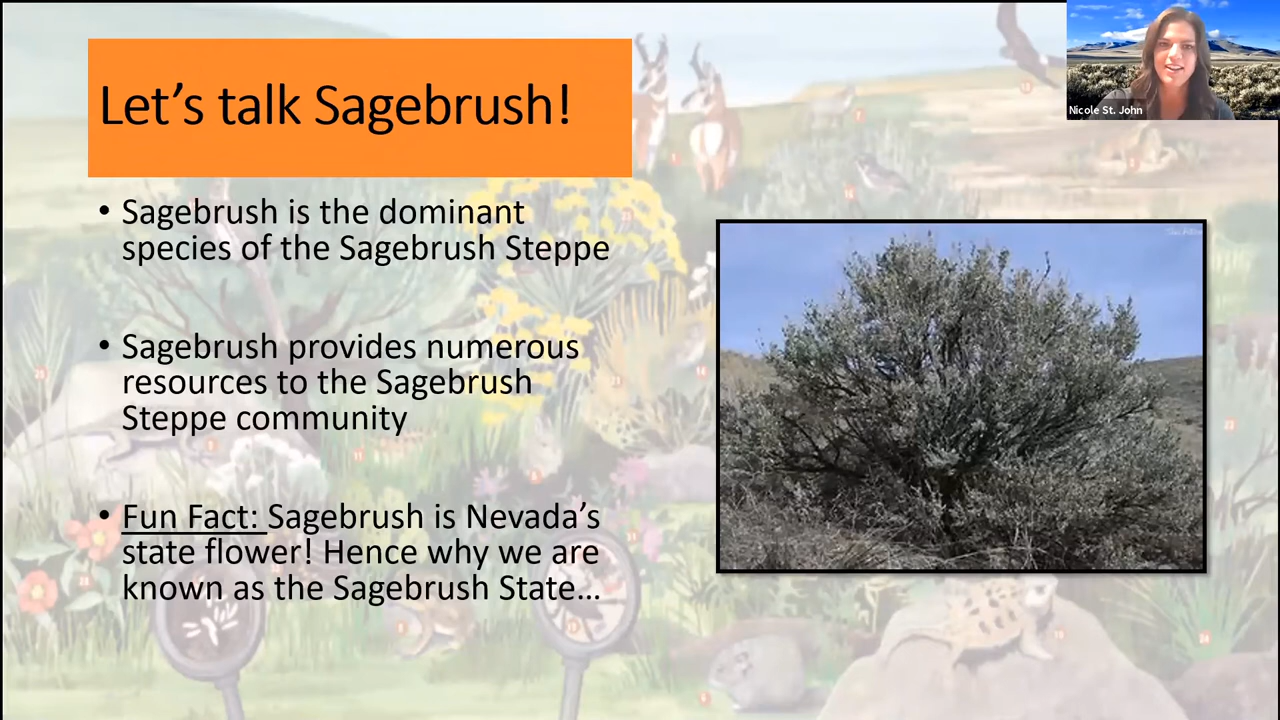 Let's talk Sagebrush!
Nicole St. John
• Sagebrush is the dominant
species of the Sagebrush Steppe
• Sagebrush provides numerous
resources to the Sagebrush
Steppe community
• Fun Fact: Sagebrush is Nevada's
state flower! Hence why we are
known as the Sagebrush State...